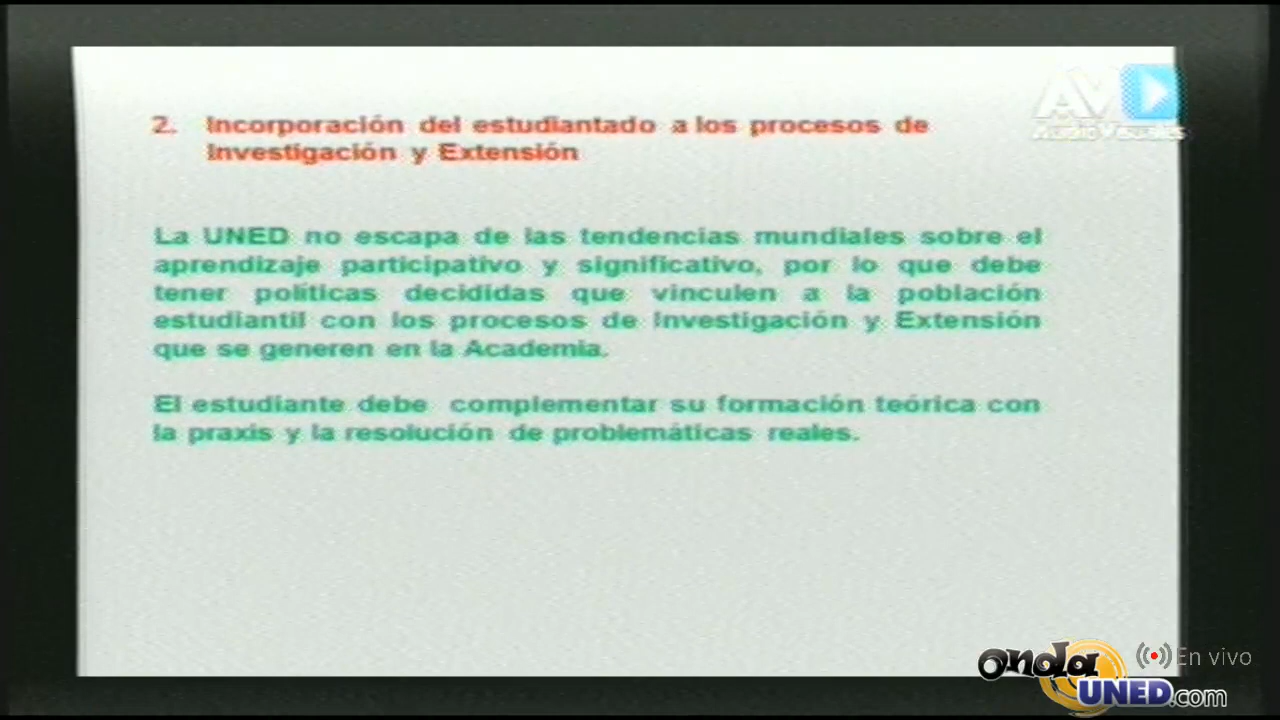 AV
AudioVisuales
2. Incorporación del estudiantado a los procesos de
Investigación y Extensión
La UNED no escapa de las tendencias mundiales sobre el
aprendizaje participativo y significativo, por lo que debe
tener políticas decididas que vinculen a la población
estudiantil con los procesos de Investigación y Extensión
que se generen en la Academia.
El estudiante debe complementar su formación teórica con
la praxis y la resolución de problemáticas reales.
onda
UNED.com
En vivo